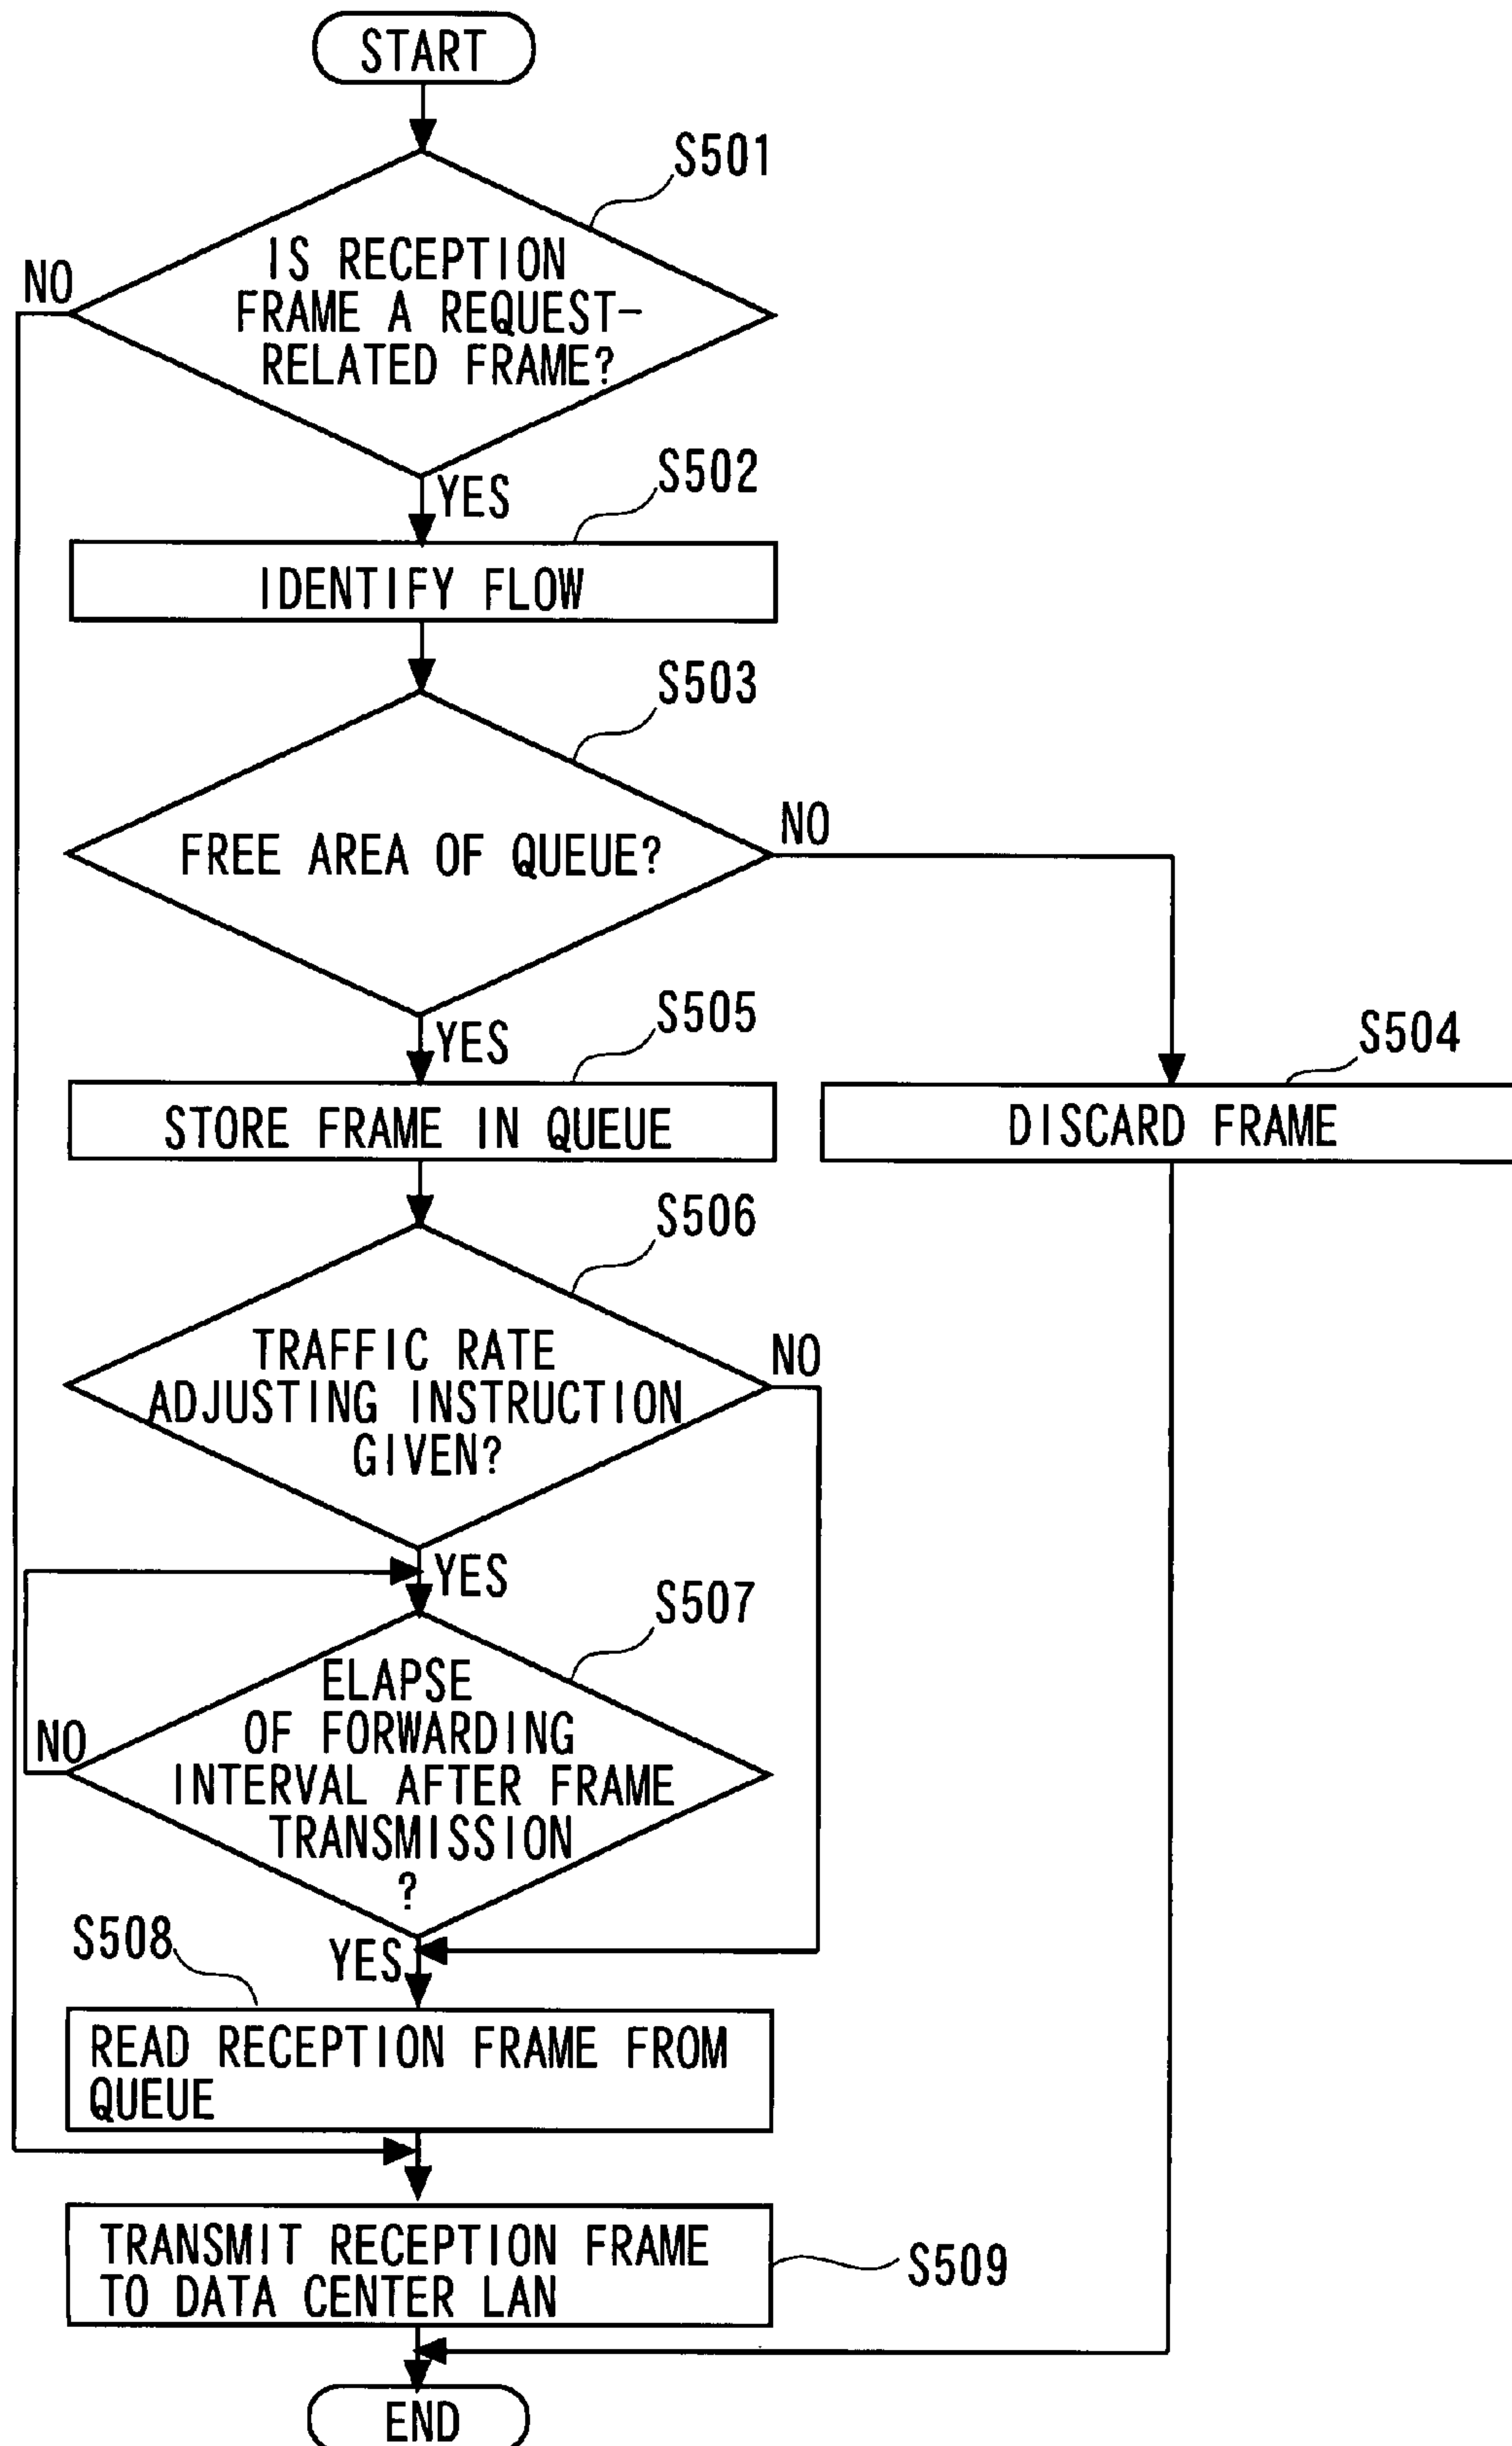 START
S501
NO
IS RECEPTION
FRAME A REQUEST-
RELATED FRAME?
YES
S502
IDENTIFY FLOW
S503
FREE AREA OF QUEUE?
NO
YES
S505
STORE FRAME IN QUEUE
S504
DISCARD FRAME
S506
TRAFFIC RATE
ADJUSTING INSTRUCTION
GIVEN?
NO
YES
S507
ELAPSE
OF FORWARDING
INTERVAL AFTER FRAME
TRANSMISSION
?
NO
YES
S508
READ RECEPTION FRAME FROM
QUEUE
TRANSMIT RECEPTION FRAME
TO DATA CENTER LAN
S509
END